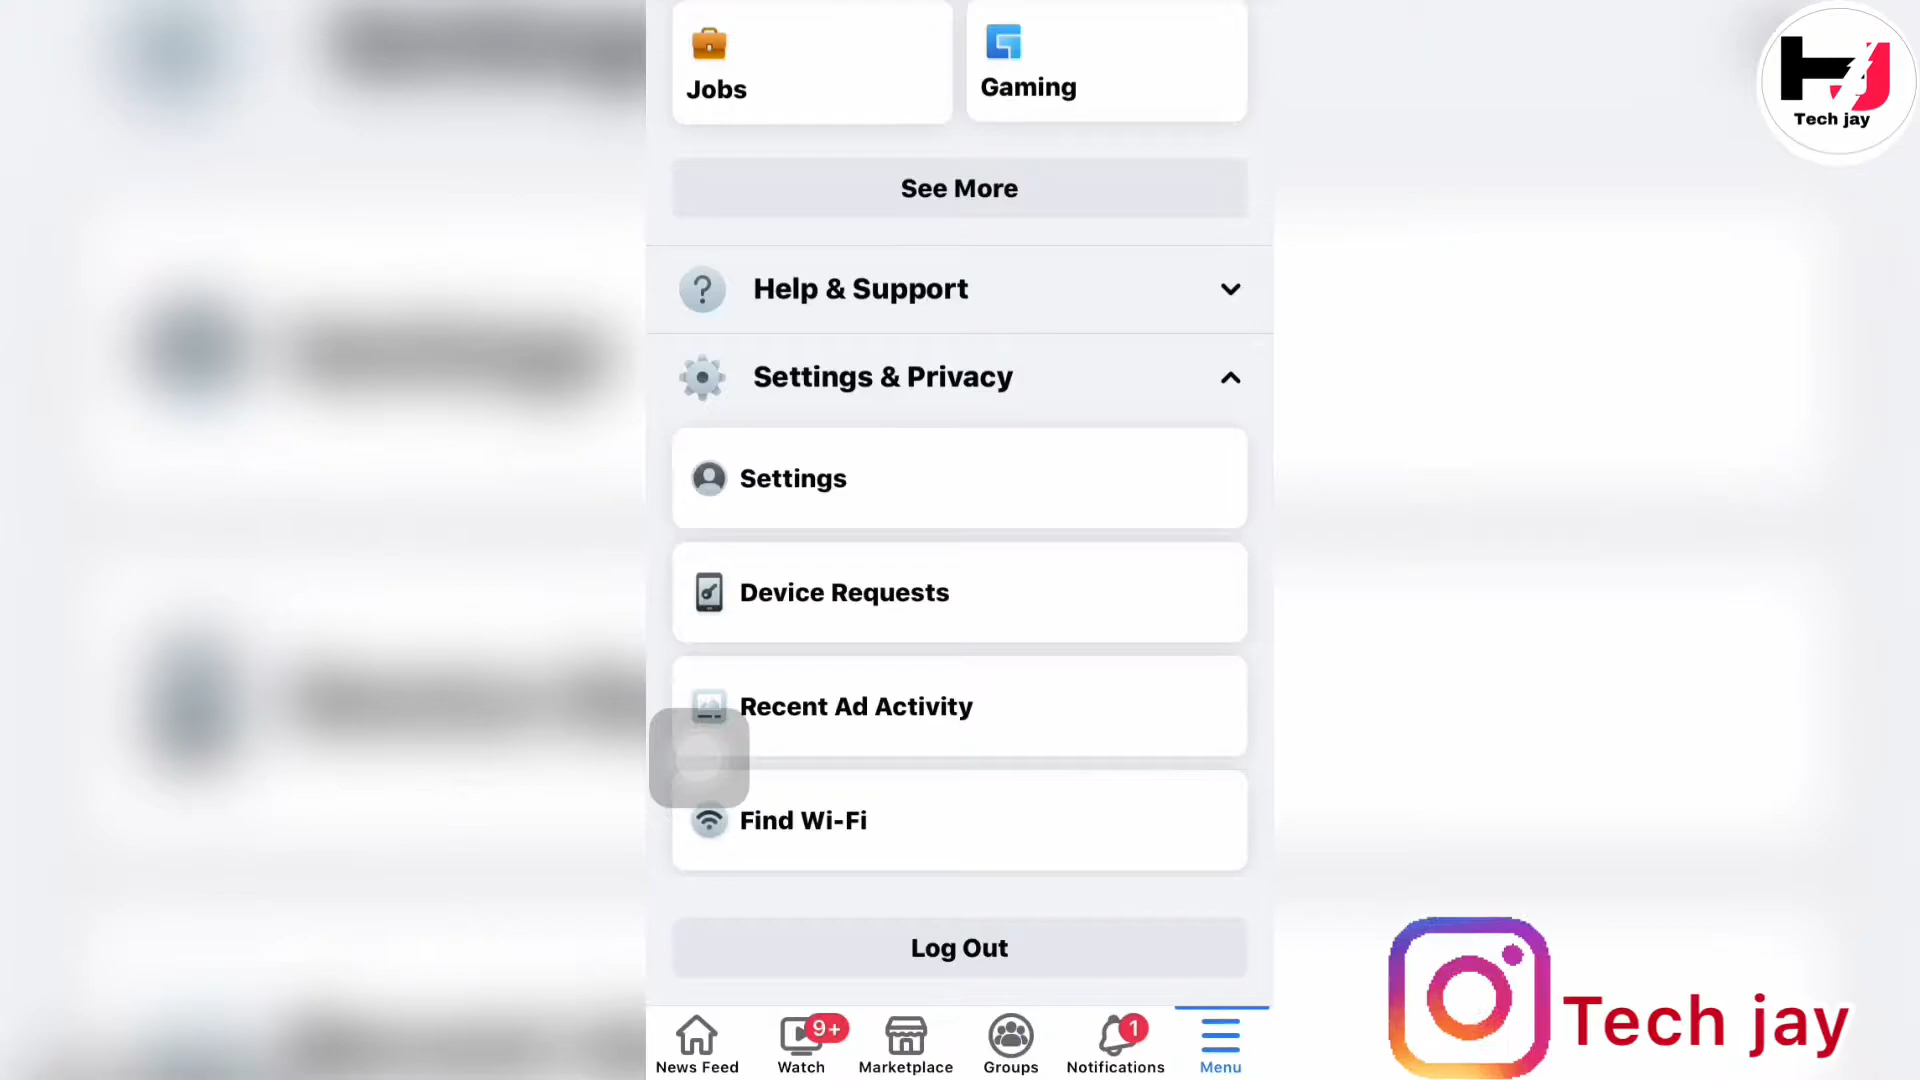 Jobs
Gaming
Tech jay
See More
?
Help & Support
Settings & Privacy
Settings
Device Requests
Recent Ad Activity
Find Wi-Fi
Log Out
9+
1
News Feed
Watch
Marketplace
Groups
Notifications
Menu
Tech jay